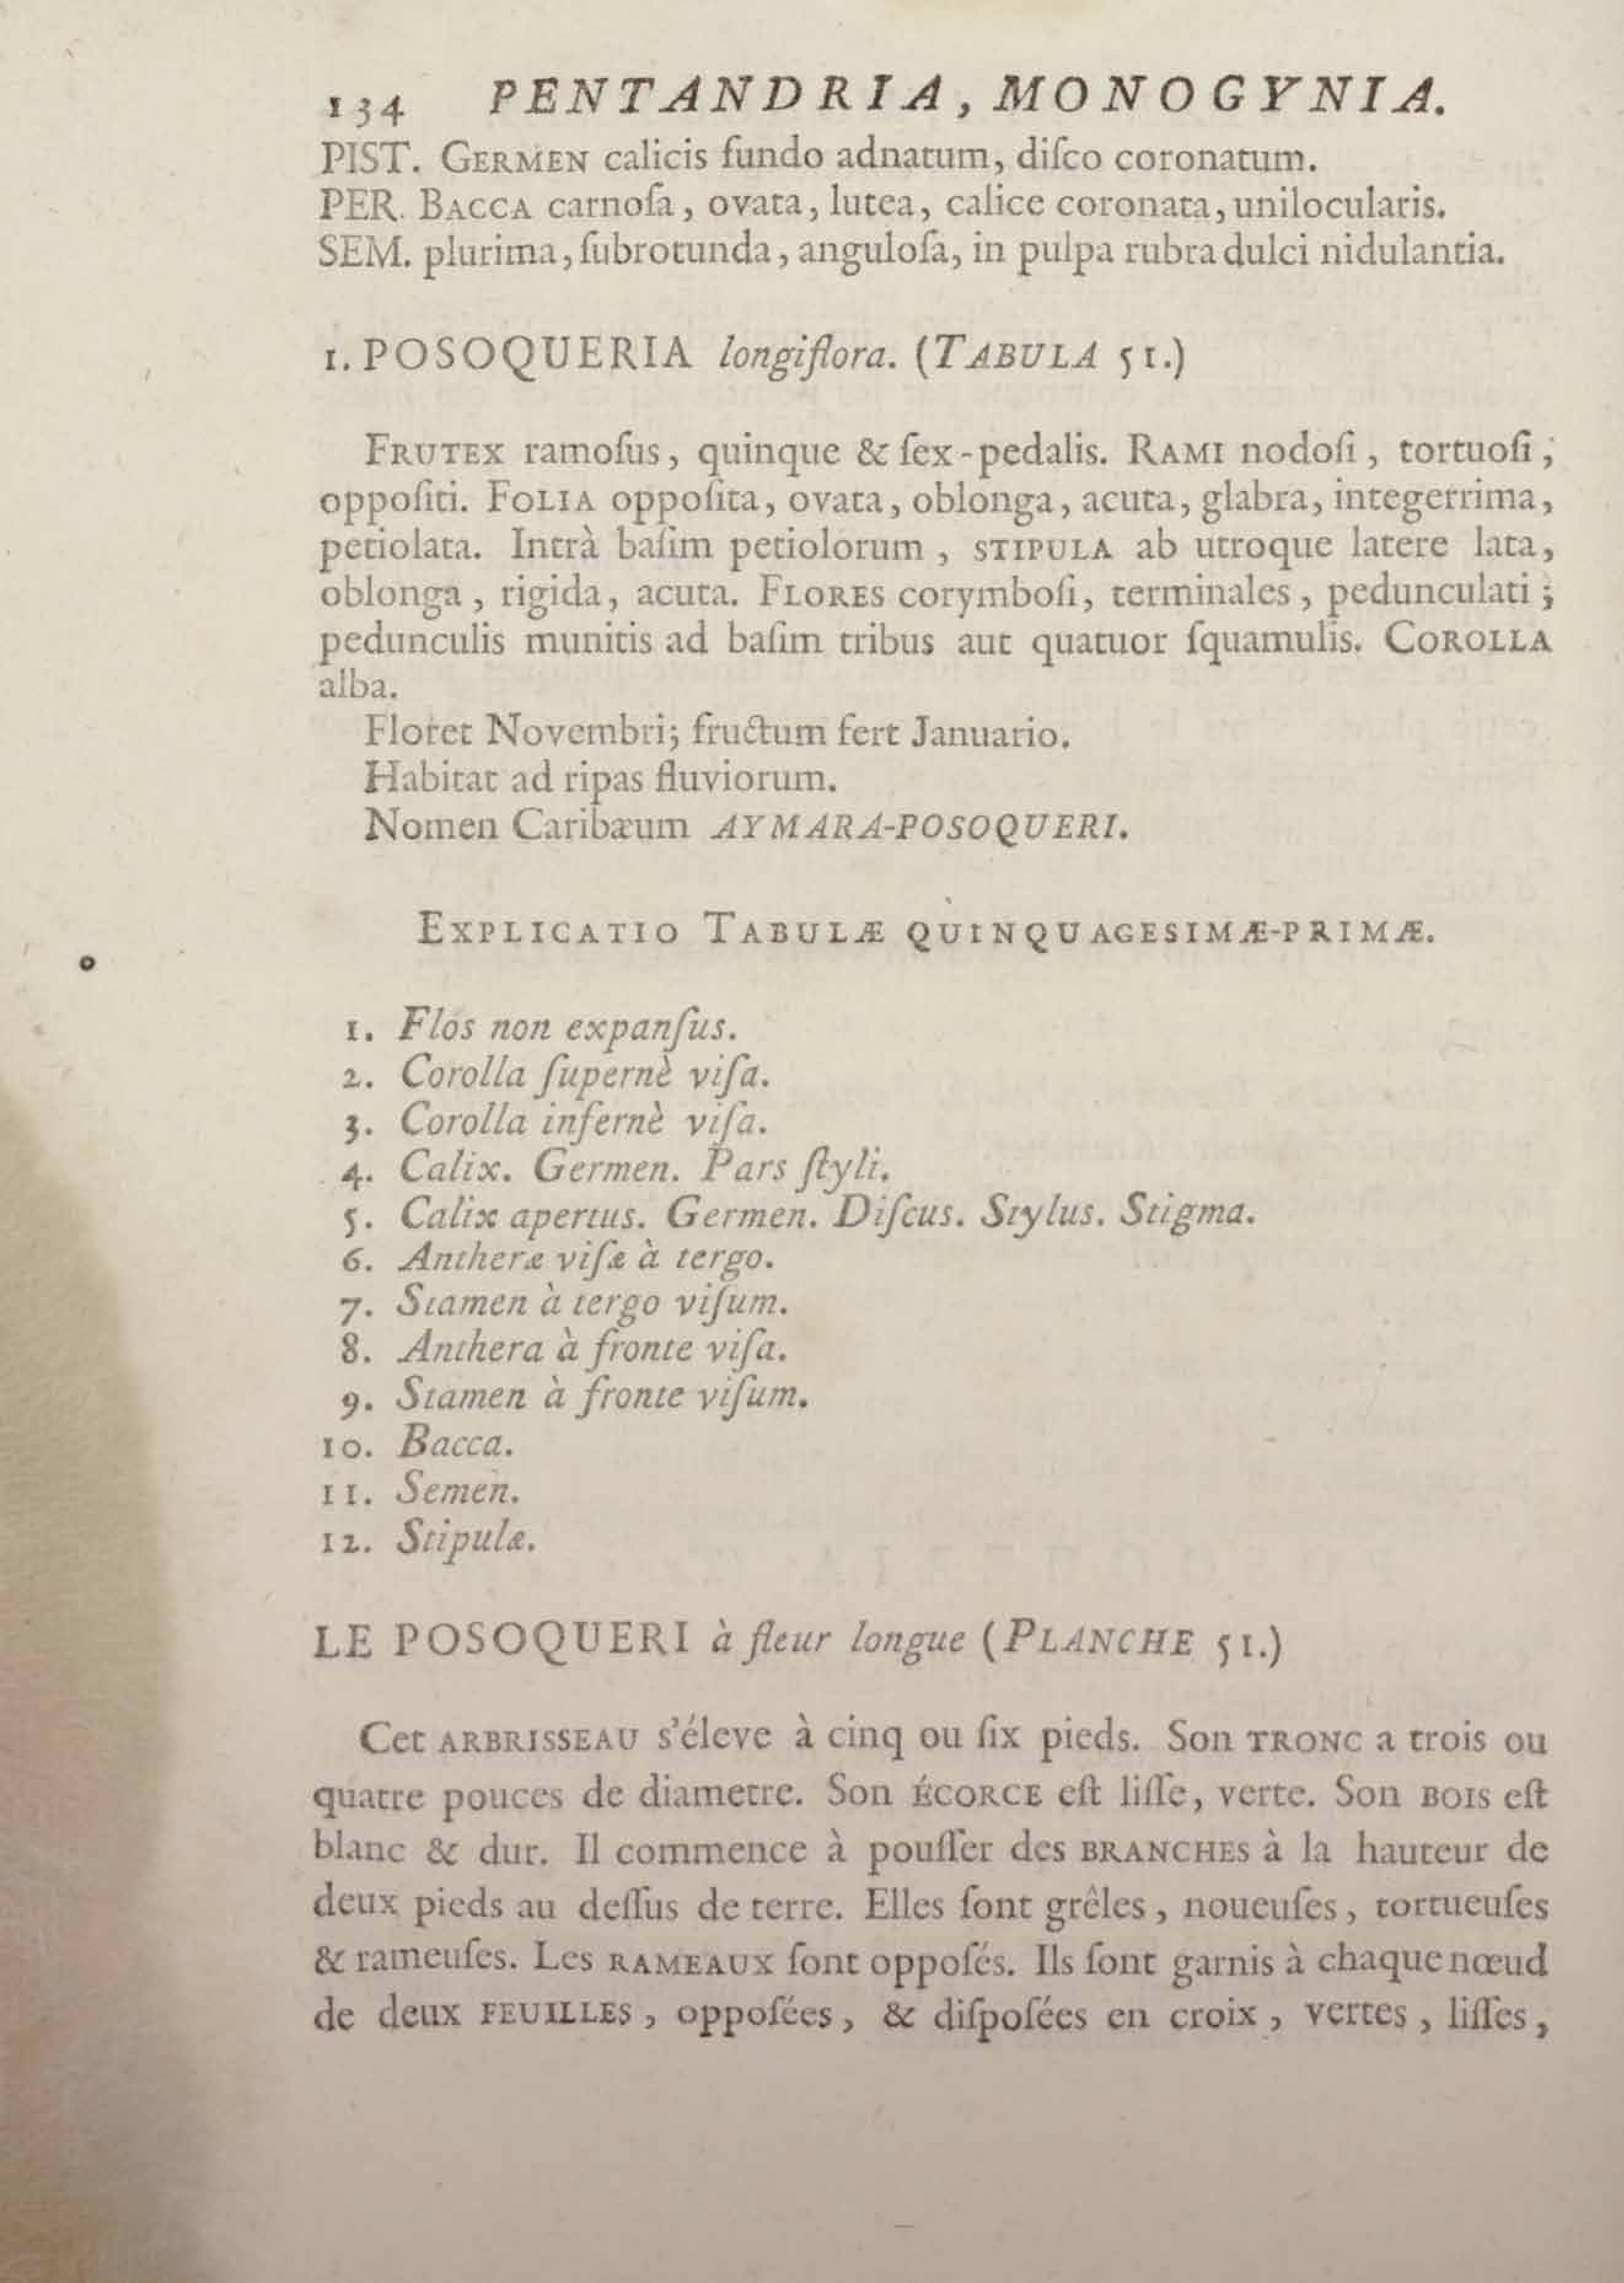 134 PENTANDRIA, MONOGYNIA.
PIST. GERMEN calicis fundo adnatum, diſco coronatum.
PER. BACCA carnoſa, ovata, lutea, calice coronata, unilocularis.
SEM. plurima, ſubrotunda, anguloſa, in pulpa rubra dulci nidulantia.
1. POSOQUERIA longiflora. (TABULA 51.)
FRUTEX ramoſus, quinque & ſex-pedalis. RAMI nodoſi, tortuoſi,
oppoſiti. FOLIA oppoſita, ovata, oblonga, acuta, glabra, integerrima,
petiolata. Intrà baſim petiolorum, STIPULA ab utroque latere lata,
oblonga, rigida, acuta. FLORES corymboſi, terminales, pedunculati;
pedunculis munitis ad baſim tribus aut quatuor ſquamulis. COROLLA
alba.
Floret Novembri; fructum fert Januario.
Habitat ad ripas fluviorum.
Nomen Caribæum AYMARA-POSOQUERI.
EXPLICATIO TABULÆ QUINQUAGESIMÆ-PRIMÆ.
1. Flos non expanſus.
2. Corolla ſupernè viſa.
3. Corolla infernè viſa.
4. Calix. Germen. Pars ſtyli.
5. Calix apertus. Germen. Diſcus. Stylus. Stigma.
6. Antheræ viſæ à tergo.
7. Stamen à tergo viſum.
8. Anthera à fronte viſa.
9. Stamen à fronte viſum.
10. Bacca.
11. Semen.
12. Stipulæ.
LE POSOQUERI à fleur longue (PLANCHE 51.)
Cet ARBRISSEAU s'éleve à cinq ou ſix pieds. Son TRONC a trois ou
quatre pouces de diametre. Son ÉCORCE eſt liſſe, verte. Son BOIS eſt
blanc & dur. Il commence à pouſſer des BRANCHES à la hauteur de
deux pieds au deſſus de terre. Elles ſont grêles, noueuſes, tortueuſes
& rameuſes. Les RAMEAUX ſont oppoſés. Ils ſont garnis à chaque nœud
de deux FEUILLES, oppoſées, & diſpoſées en croix, vertes, liſſes,